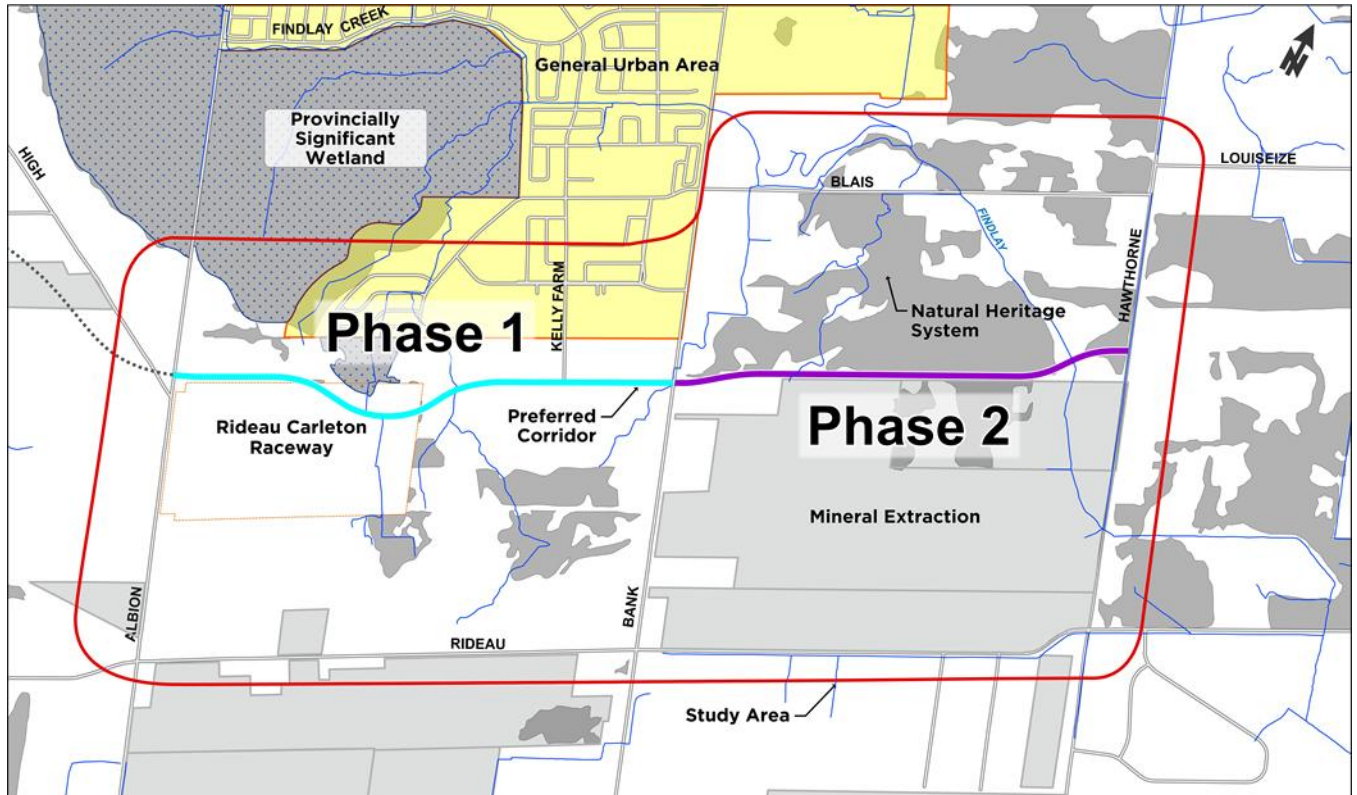 FINDLAY CREEK
General Urban Area
N
Provincially
Significant
Wetland
HIGH
LOUISEIZE
BLAIS
FINDLAY
HAWTHORNE
KELLY FARM
Natural Heritage
System
Phase 1
Preferred
Corridor
Rideau Carleton
Raceway
Phase 2
Mineral Extraction
ALBION
BANK
RIDEAU
Study Area